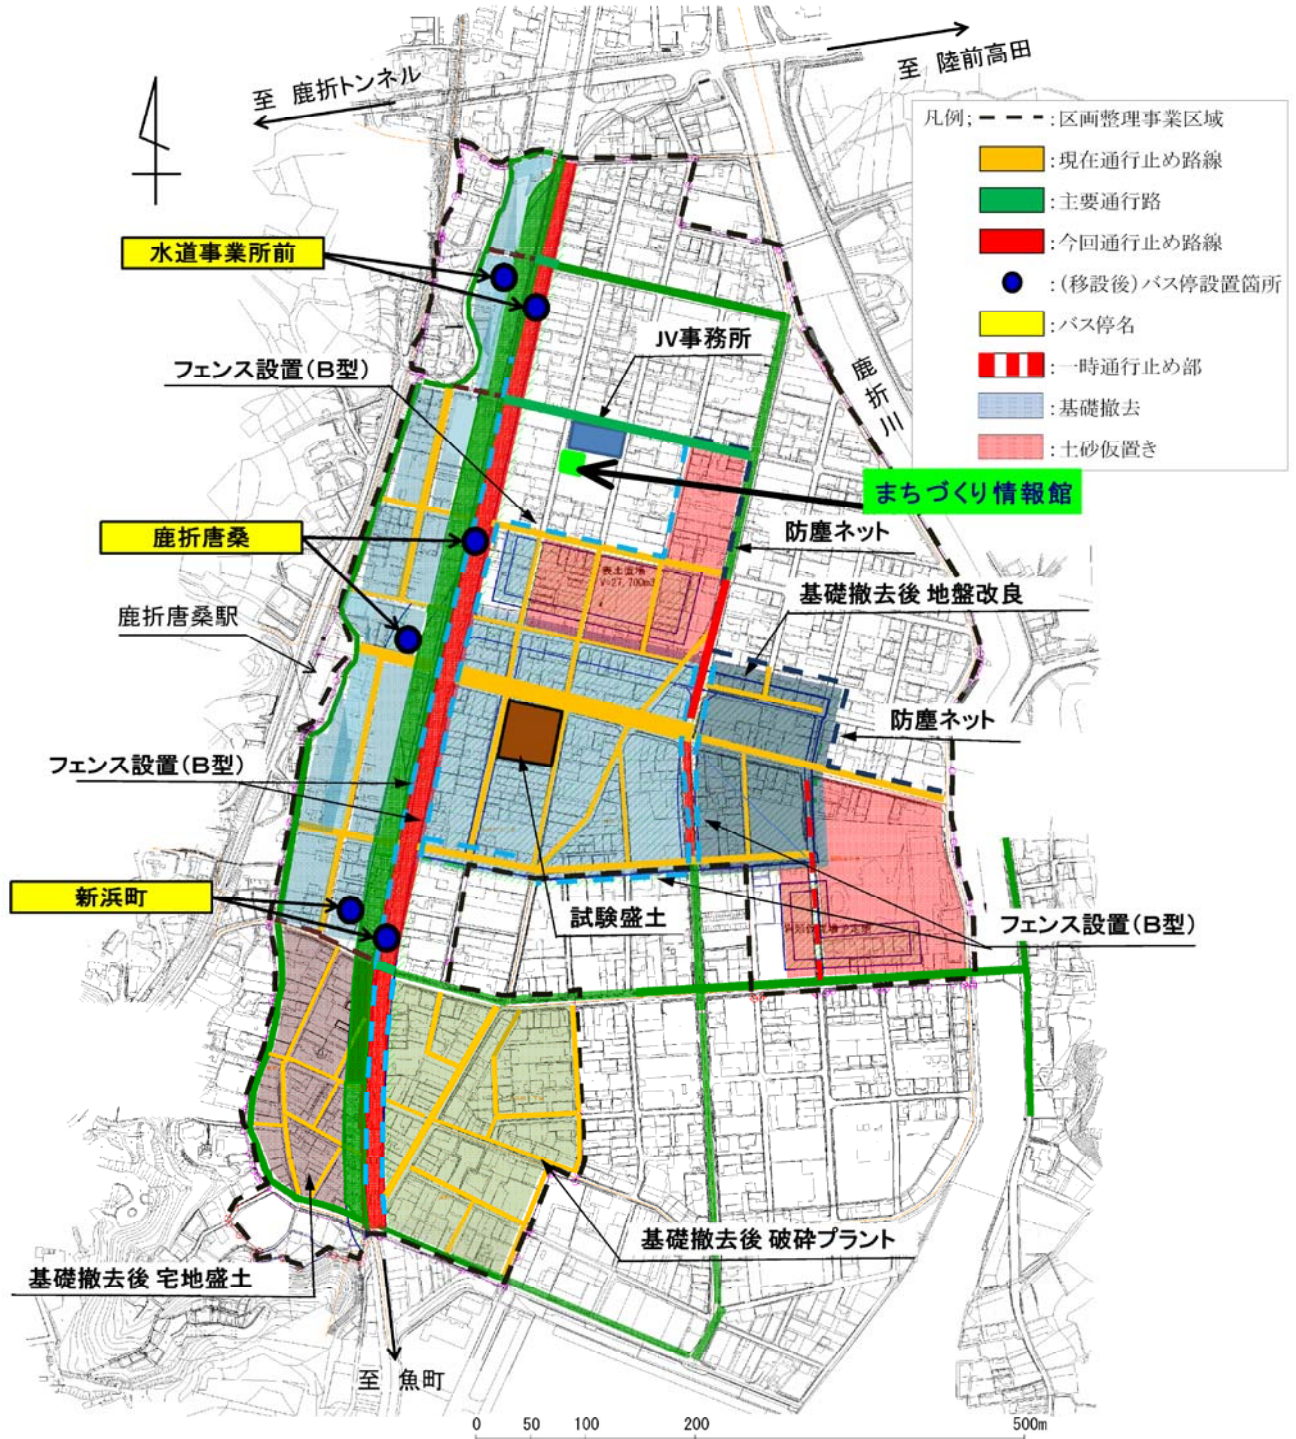 至 鹿折トンネル
至 陸前高田
凡例;
:区画整理事業区域
:現在通行止め路線
:主要通行路
:今回通行止め路線
:(移設後)バス停設置箇所
:バス停名
:一時通行止め部
:基礎撤去
:土砂仮置き
水道事業所前
JV事務所
フェンス設置(B型)
鹿折川
まちづくり情報館
鹿折唐桑
防塵ネット
表土置場
V=27,700m3
基礎撤去後 地盤改良
鹿折唐桑駅
防塵ネット
フェンス設置(B型)
新浜町
試験盛土
フェンス設置(B型)
基礎撤去後 破砕プラント
基礎撤去後 宅地盛土
至 魚町
0 50 100 200 500m